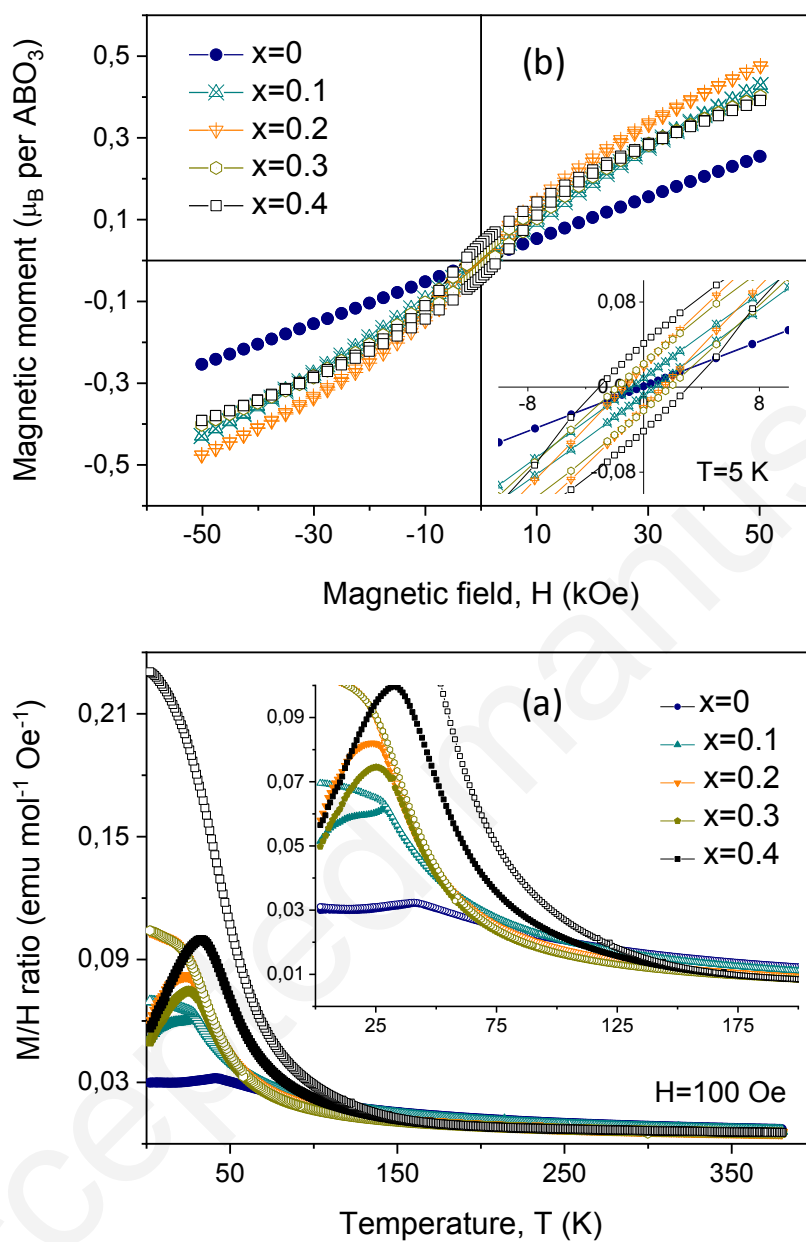 0,5
0,3
0,1
-0,1
-0,3
-0,5
Magnetic moment (μB per ABO3)
x=0
x=0.1
x=0.2
x=0.3
x=0.4
(b)
0,08
0,00
-0,08
-8
0
8
T=5 K
-50
-30
-10
10
30
50
Magnetic field, H (kOe)
0,21
0,15
0,09
0,03
M/H ratio (emu mol-1 Oe-1)
(a)
0,09
0,07
0,05
0,03
0,01
25
75
125
175
x=0
x=0.1
x=0.2
x=0.3
x=0.4
H=100 Oe
50
150
250
350
Temperature, T (K)